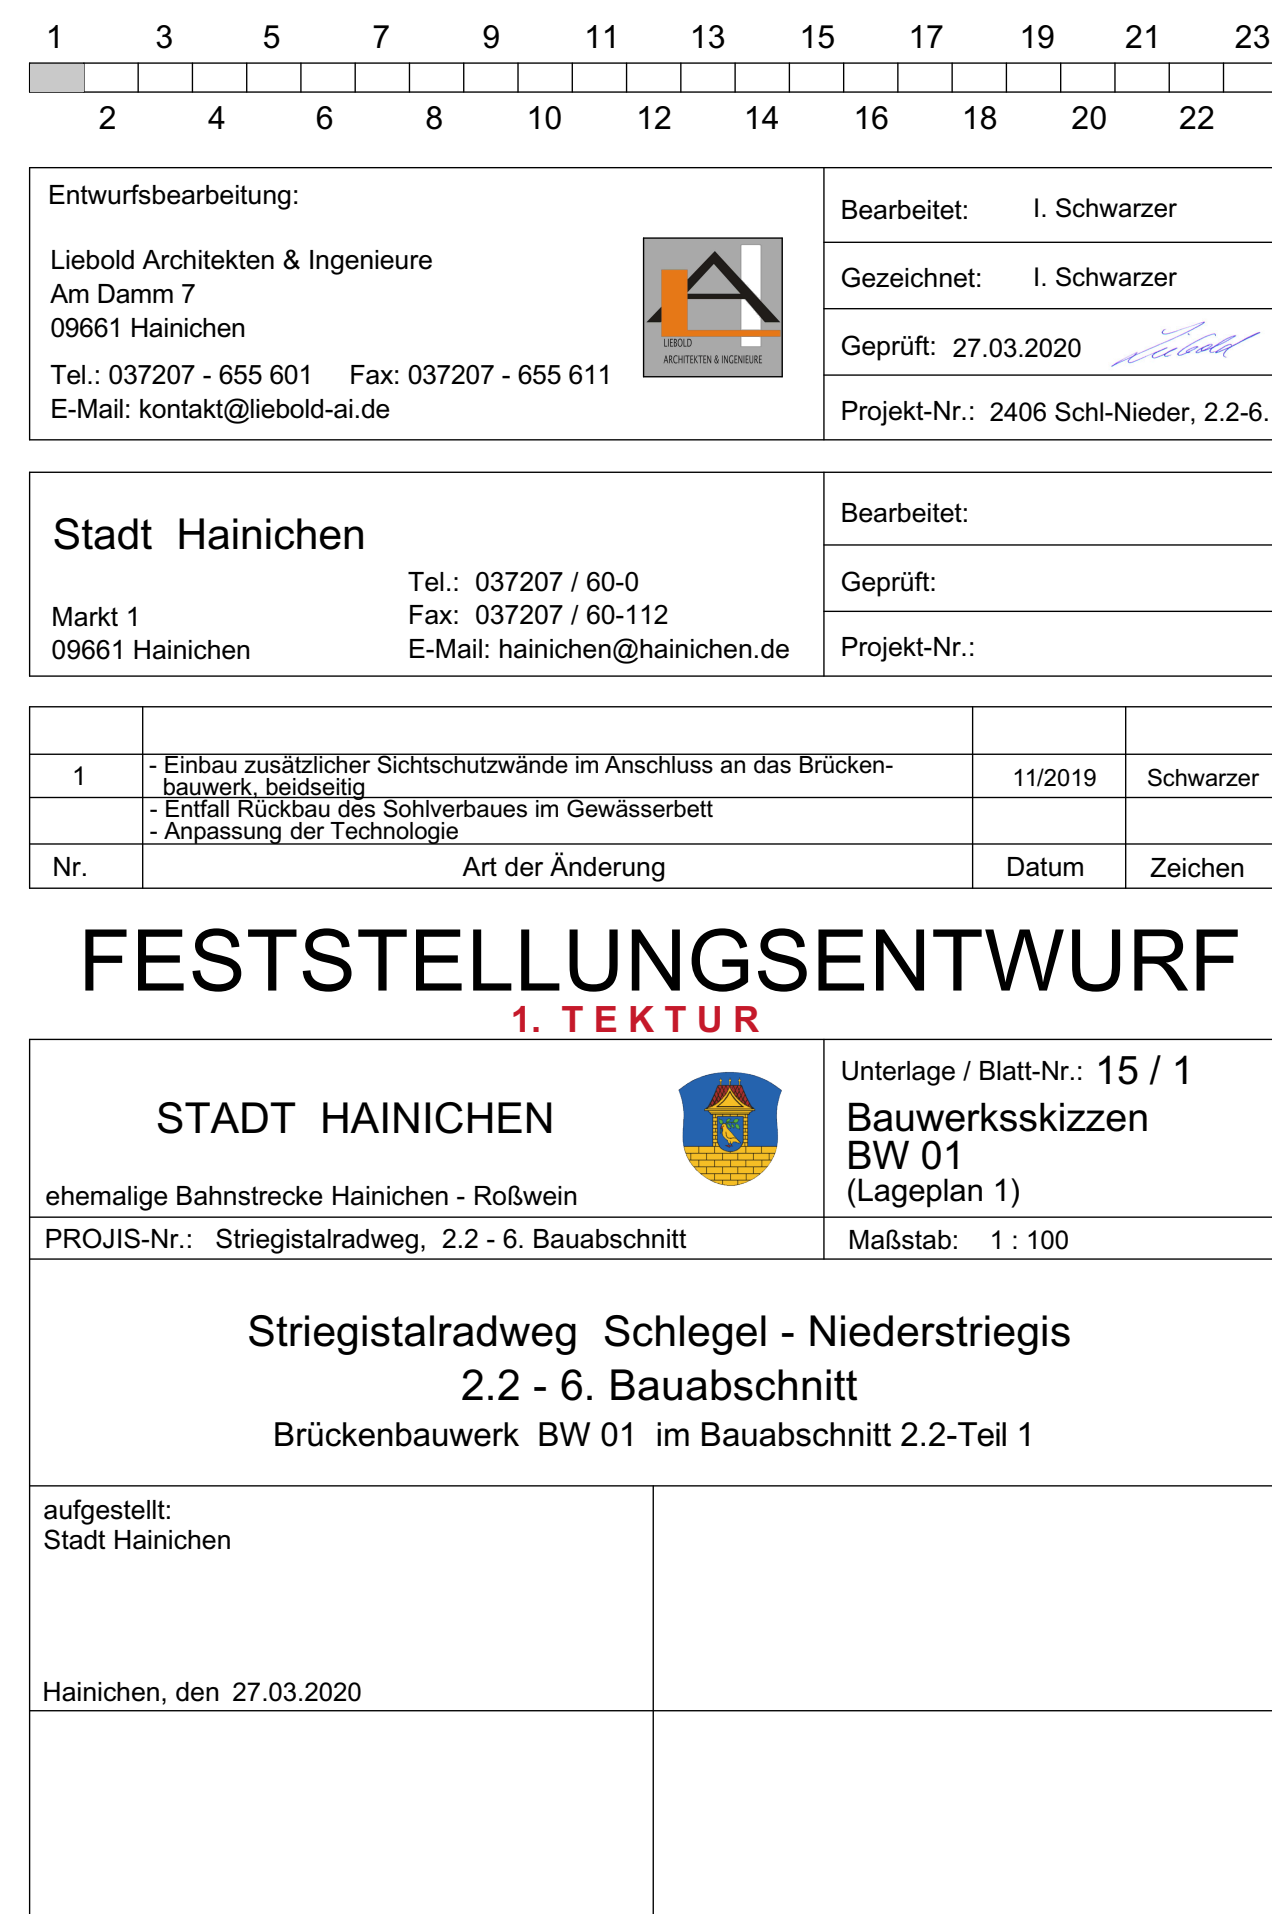 1 3 5 7 9 11 13 15 17 19 21 23
2 4 6 8 10 12 14 16 18 20 22
Entwurfsbearbeitung:
Liebold Architekten & Ingenieure
Am Damm 7
09661 Hainichen
Tel.: 037207 - 655 601 Fax: 037207 - 655 611
E-Mail: kontakt@liebold-ai.de
LIEBOLD
ARCHITEKTEN & INGENIEURE
Bearbeitet: I. Schwarzer
Gezeichnet: I. Schwarzer
Geprüft: 27.03.2020 Liebold
Projekt-Nr.: 2406 Schl-Nieder, 2.2-6.
Stadt Hainichen
Markt 1
09661 Hainichen
Tel.: 037207 / 60-0
Fax: 037207 / 60-112
E-Mail: hainichen@hainichen.de
Bearbeitet:
Geprüft:
Projekt-Nr.:
1 - Einbau zusätzlicher Sichtschutzwände im Anschluss an das Brücken- 11/2019 Schwarzer
bauwerk, beidseitig
- Entfall Rückbau des Sohlverbaues im Gewässerbett
- Anpassung der Technologie
Nr. Art der Änderung Datum Zeichen
FESTSTELLUNGSENTWURF
1. TEKTUR
STADT HAINICHEN
ehemalige Bahnstrecke Hainichen - Roßwein
Unterlage / Blatt-Nr.: 15 / 1
Bauwerksskizzen
BW 01
(Lageplan 1)
PROJIS-Nr.: Striegistalradweg, 2.2 - 6. Bauabschnitt
Maßstab: 1 : 100
Striegistalradweg Schlegel - Niederstriegis
2.2 - 6. Bauabschnitt
Brückenbauwerk BW 01 im Bauabschnitt 2.2-Teil 1
aufgestellt:
Stadt Hainichen
Hainichen, den 27.03.2020